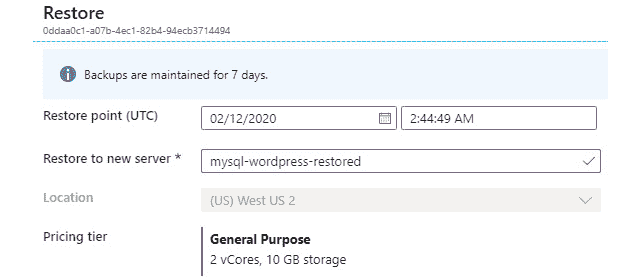 Restore
0ddaa0c1-a07b-4ec1-82b4-94ecb3714494
Backups are maintained for 7 days.
Restore point (UTC) 02/12/2020 2:44:49 AM
Restore to new server * mysql-wordpress-restored
Location (US) West US 2
Pricing tier General Purpose
2 vCores, 10 GB storage